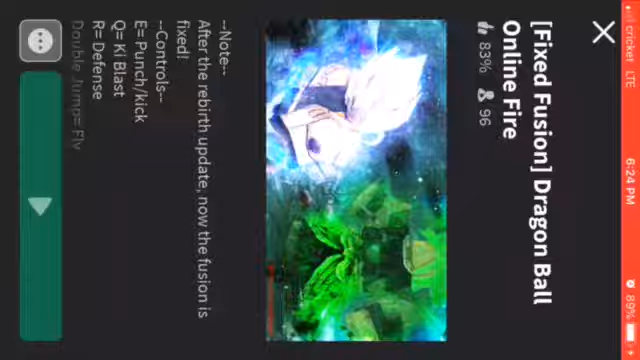 cricket LTE
6:24 PM
89%
[Fixed Fusion] Dragon Ball
Online Fire
83% 96
--Note--
After the rebirth update, now the fusion is
fixed!
--Controls--
E= Punch/kick
Q= Ki Blast
R= Defense
Double Jump= Fly